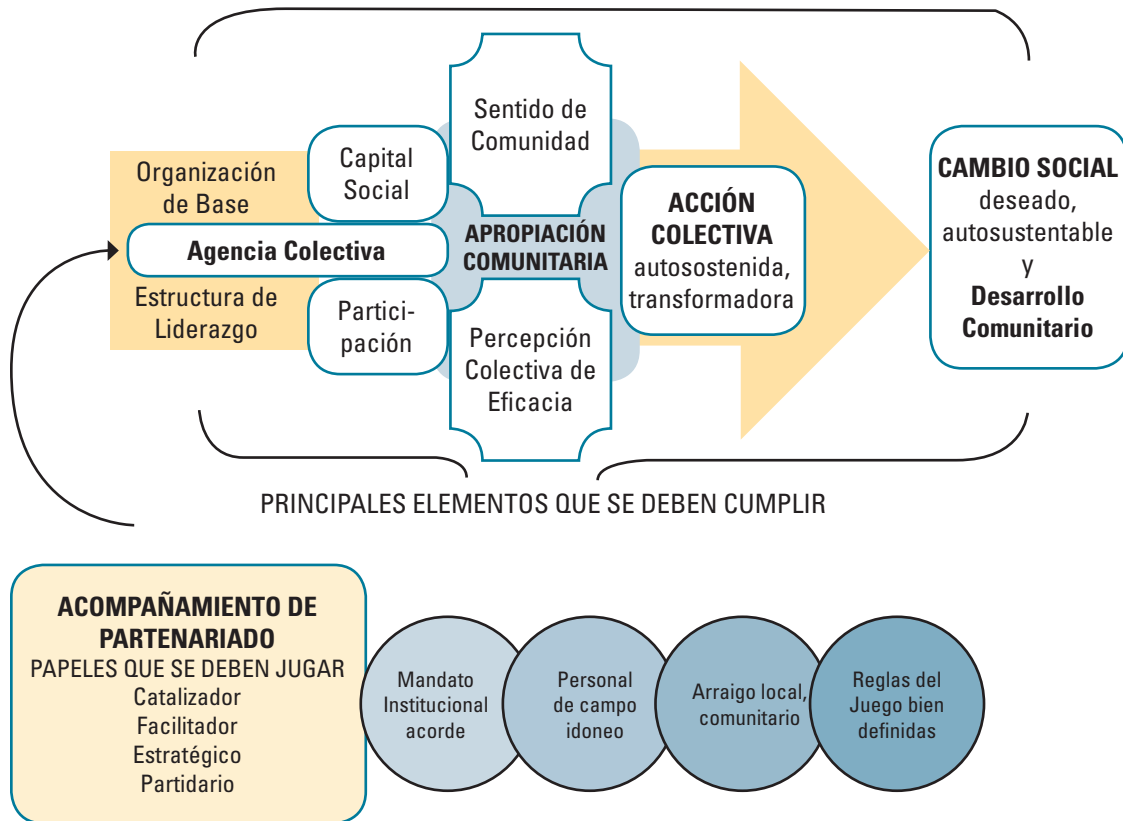 Organización
de Base
Agencia Colectiva
Estructura de
Liderazgo
Capital
Social
Partici-
pación
Sentido de
Comunidad
APROPIACIÓN
COMUNITARIA
Percepción
Colectiva de
Eficacia
ACCIÓN
COLECTIVA
autosostenida,
transformadora
CAMBIO SOCIAL
deseado,
autosustentable
y
Desarrollo
Comunitario
PRINCIPALES ELEMENTOS QUE SE DEBEN CUMPLIR
ACOMPAÑAMIENTO DE
PARTENARIADO
PAPELES QUE SE DEBEN JUGAR
Catalizador
Facilitador
Estratégico
Partidario
Mandato
Institucional
acorde
Personal
de campo
idoneo
Arraigo local,
comunitario
Reglas del
Juego bien
definidas